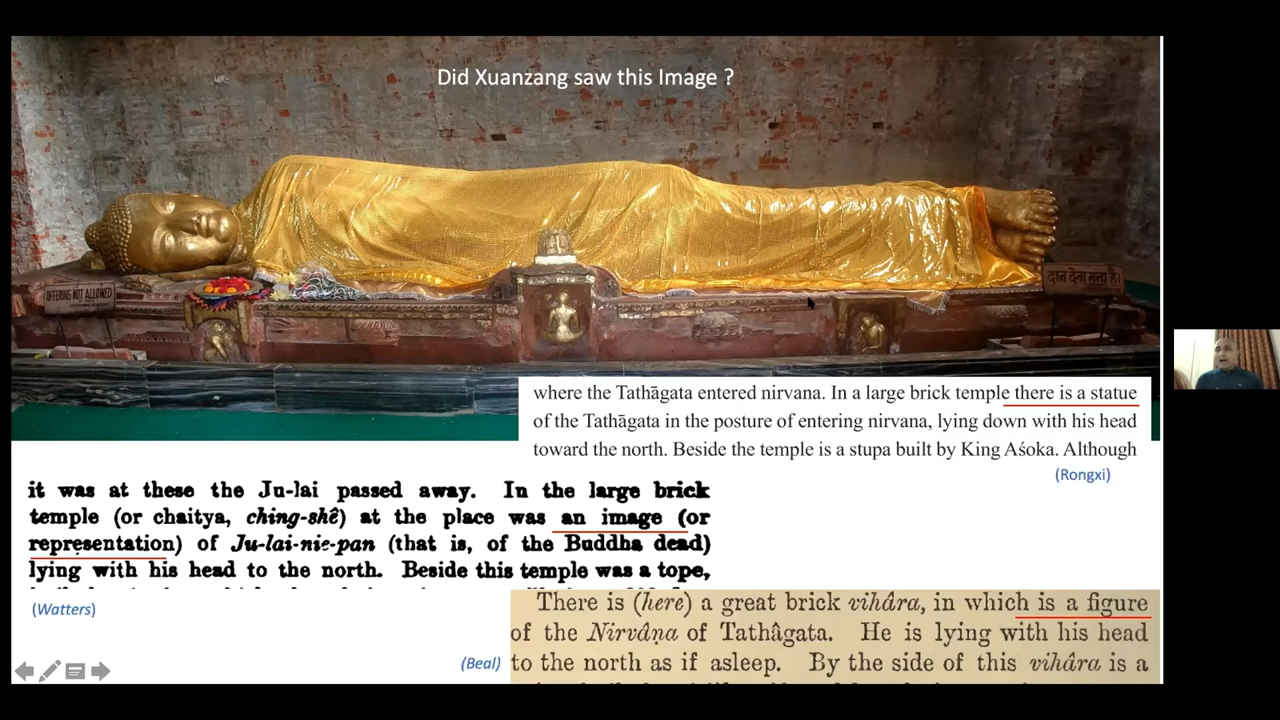 Did Xuanzang saw this Image ?
OFFERING NOT ALLOWED
दान देना मना है।
where the Tathāgata entered nirvana. In a large brick temple there is a statue
of the Tathāgata in the posture of entering nirvana, lying down with his head
toward the north. Beside the temple is a stupa built by King Aśoka. Although
(Rongxi)
it was at these the Ju-lai passed away. In the large brick
temple (or chaitya, ching-shê) at the place was an image (or
representation) of Ju-lai-nie-pan (that is, of the Buddha dead)
lying with his head to the north. Beside this temple was a tope,
(Watters)
There is (here) a great brick vihâra, in which is a figure
of the Nirvâṇa of Tathâgata. He is lying with his head
to the north as if asleep. By the side of this vihâra is a
(Beal)